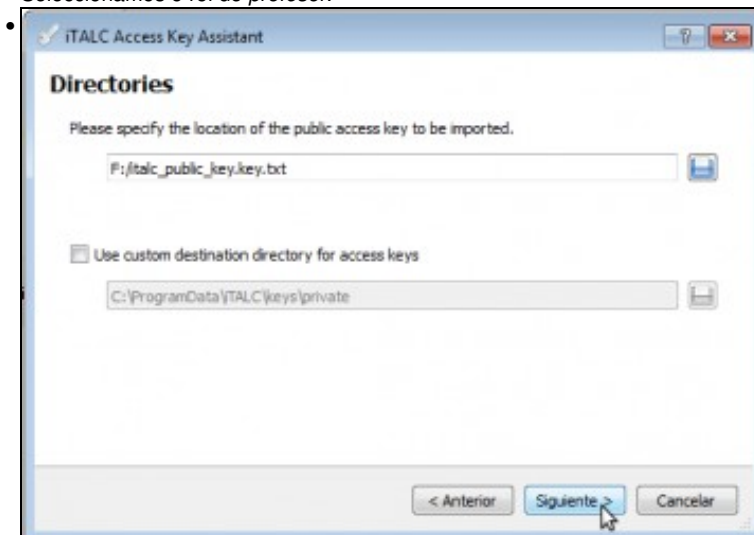 Seleccionamos o rol do profesor.
iTALC Access Key Assistant
Directories
Please specify the location of the public access key to be imported.
F:/italc_public_key.key.txt
Use custom destination directory for access keys
C:\ProgramData\iTALC\keys\private
< Anterior
Siguiente >
Cancelar